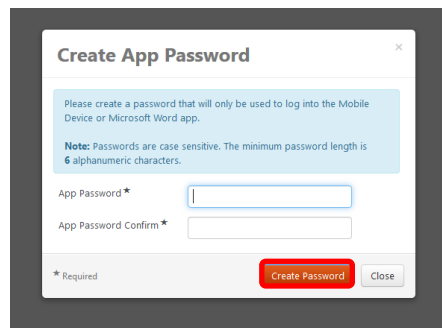 Create App Password
×
Please create a password that will only be used to log into the Mobile
Device or Microsoft Word
app.
Note: Passwords are case sensitive. The minimum password length is
6 alphanumeric characters.
App Password ★
App Password Confirm ★
★ Required
Create Password
Close